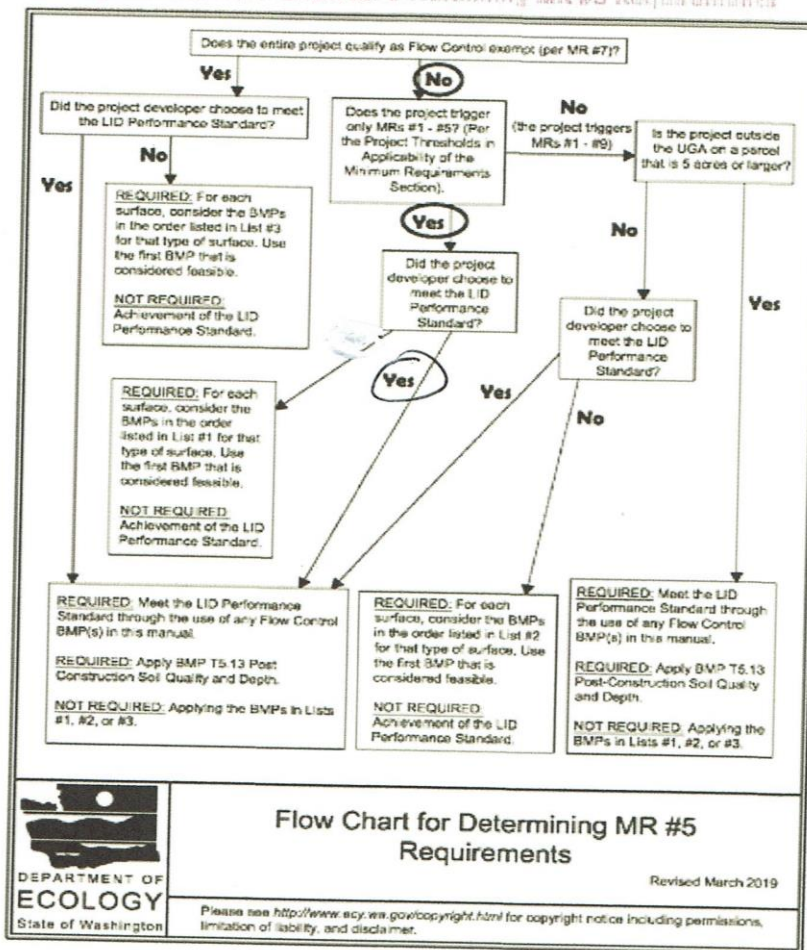 Does the entire project qualify as Flow Control exempt (per MR #7)?
Yes
No
Did the project developer choose to meet
the LID Performance Standard?
Does the project trigger
only MRs #1 - #5? (Per
the Project Thresholds in
Applicability of the
Minimum Requirements
Section).
No
(the project triggers
MRs #1 - #9)
Is the project outside
the UGA on a parcel
that is 5 acres or larger?
Yes
No
REQUIRED: For each
surface, consider the BMPs
in the order listed in List #3
for that type of surface. Use
the first BMP that is
considered feasible.
NOT REQUIRED:
Achievement of the LID
Performance Standard.
Yes
No
Yes
Did the project
developer choose to
meet the LID
Performance
Standard?
Did the project
developer choose to
meet the LID
Performance
Standard?
Yes
Yes
No
REQUIRED: For each
surface, consider the
BMPs in the order
listed in List #1 for that
type of surface. Use
the first BMP that is
considered feasible.
NOT REQUIRED
Achievement of the LID
Performance Standard.
REQUIRED: Meet the LID Performance
Standard through the use of any Flow Control
BMP(s) in this manual.
REQUIRED: Apply BMP T5.13 Post
Construction Soil Quality and Depth.
NOT REQUIRED: Applying the BMPs in Lists
#1, #2, or #3.
REQUIRED: For each
surface, consider the BMPs
in the order listed in List #2
for that type of surface. Use
the first BMP that is
considered feasible.
NOT REQUIRED:
Achievement of the LID
Performance Standard.
REQUIRED: Meet the LID
Performance Standard through
the use of any Flow Control
BMP(s) in this manual.
REQUIRED: Apply BMP T5.13
Post-Construction Soil Quality
and Depth.
NOT REQUIRED: Applying the
BMPs in Lists #1, #2, or #3.
DEPARTMENT OF
ECOLOGY
State of Washington
Flow Chart for Determining MR #5
Requirements
Revised March 2019
Please see http://www.ecy.wa.gov/copyright.html for copyright notice including permissions,
limitation of liability, and disclaimer.